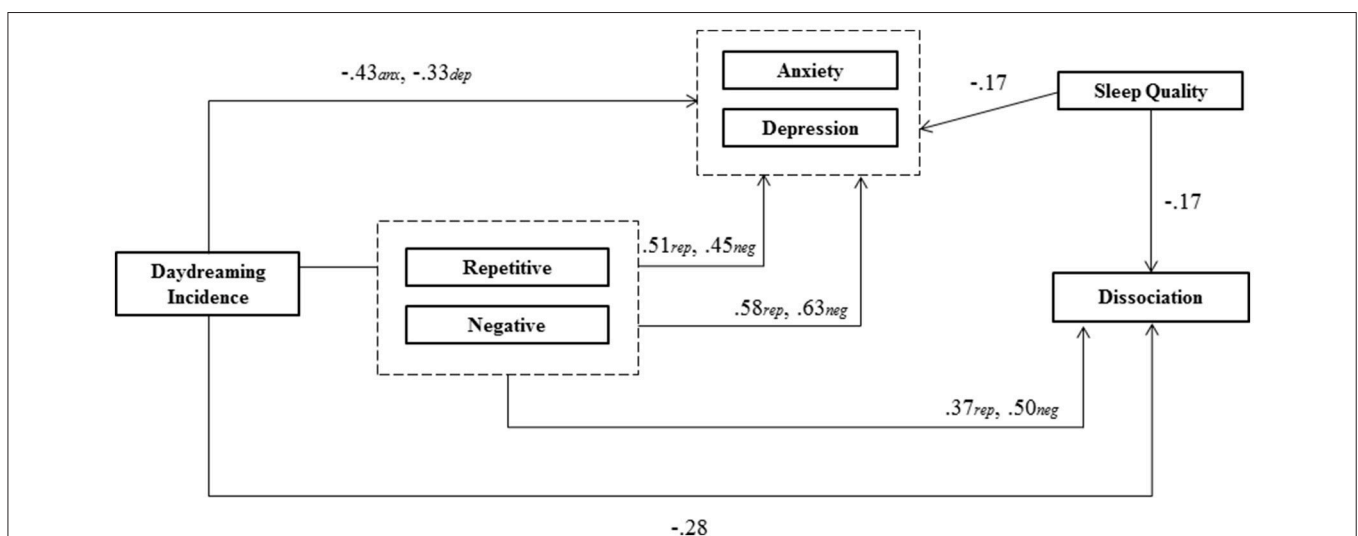 -.43anx, -.33dep
Anxiety
Depression
-.17
Sleep Quality
-.17
Daydreaming
Incidence
Repetitive
Negative
.51rep, .45neg
.58rep, .63neg
Dissociation
.37rep, .50neg
-.28